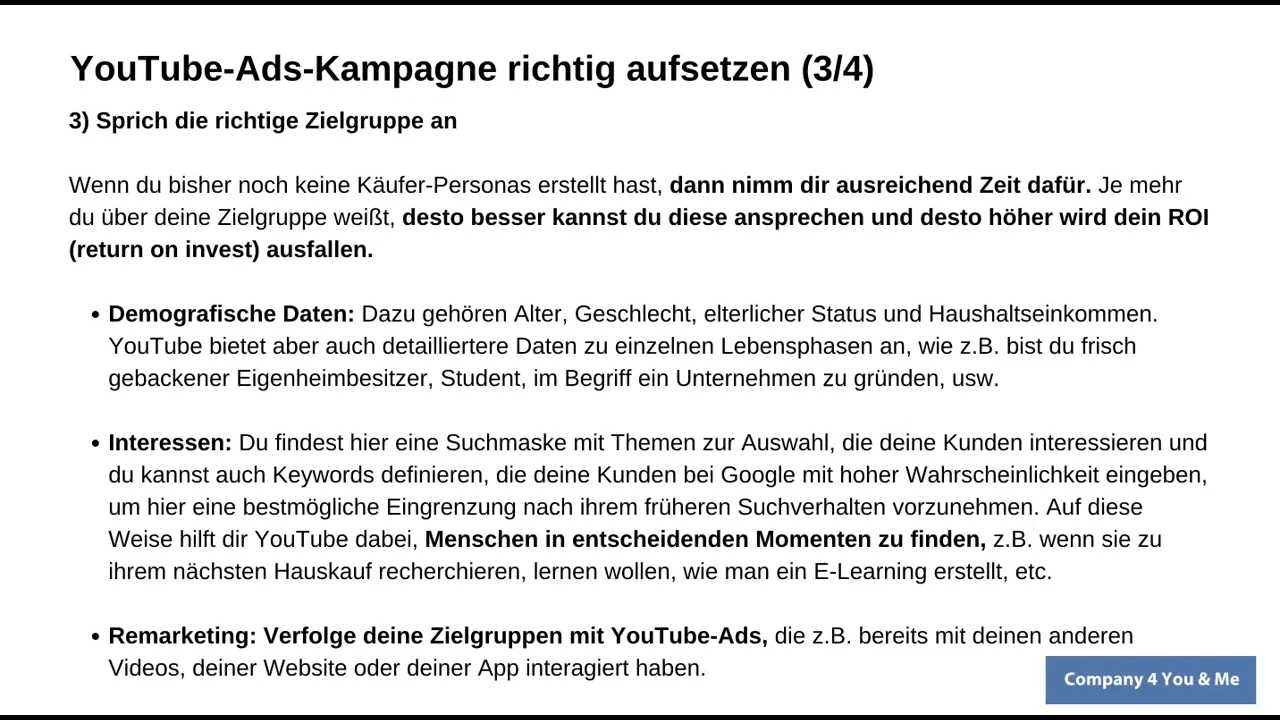 YouTube-Ads-Kampagne richtig aufsetzen (3/4)
3) Sprich die richtige Zielgruppe an
Wenn du bisher noch keine Käufer-Personas erstellt hast, dann nimm dir ausreichend Zeit dafür. Je mehr
du über deine Zielgruppe weißt, desto besser kannst du diese ansprechen und desto höher wird dein ROI
(return on invest) ausfallen.
• Demografische Daten: Dazu gehören Alter, Geschlecht, elterlicher Status und Haushaltseinkommen.
YouTube bietet aber auch detailliertere Daten zu einzelnen Lebensphasen an, wie z.B. bist du frisch
gebackener Eigenheimbesitzer, Student, im Begriff ein Unternehmen zu gründen, usw.
• Interessen: Du findest hier eine Suchmaske mit Themen zur Auswahl, die deine Kunden interessieren und
du kannst auch Keywords definieren, die deine Kunden bei Google mit hoher Wahrscheinlichkeit eingeben,
um hier eine bestmögliche Eingrenzung nach ihrem früheren Suchverhalten vorzunehmen. Auf diese
Weise hilft dir YouTube dabei, Menschen in entscheidenden Momenten zu finden, z.B. wenn sie zu
ihrem nächsten Hauskauf recherchieren, lernen wollen, wie man ein E-Learning erstellt, etc.
• Remarketing: Verfolge deine Zielgruppen mit YouTube-Ads, die z.B. bereits mit deinen anderen
Videos, deiner Website oder deiner App interagiert haben.
Company 4 You & Me